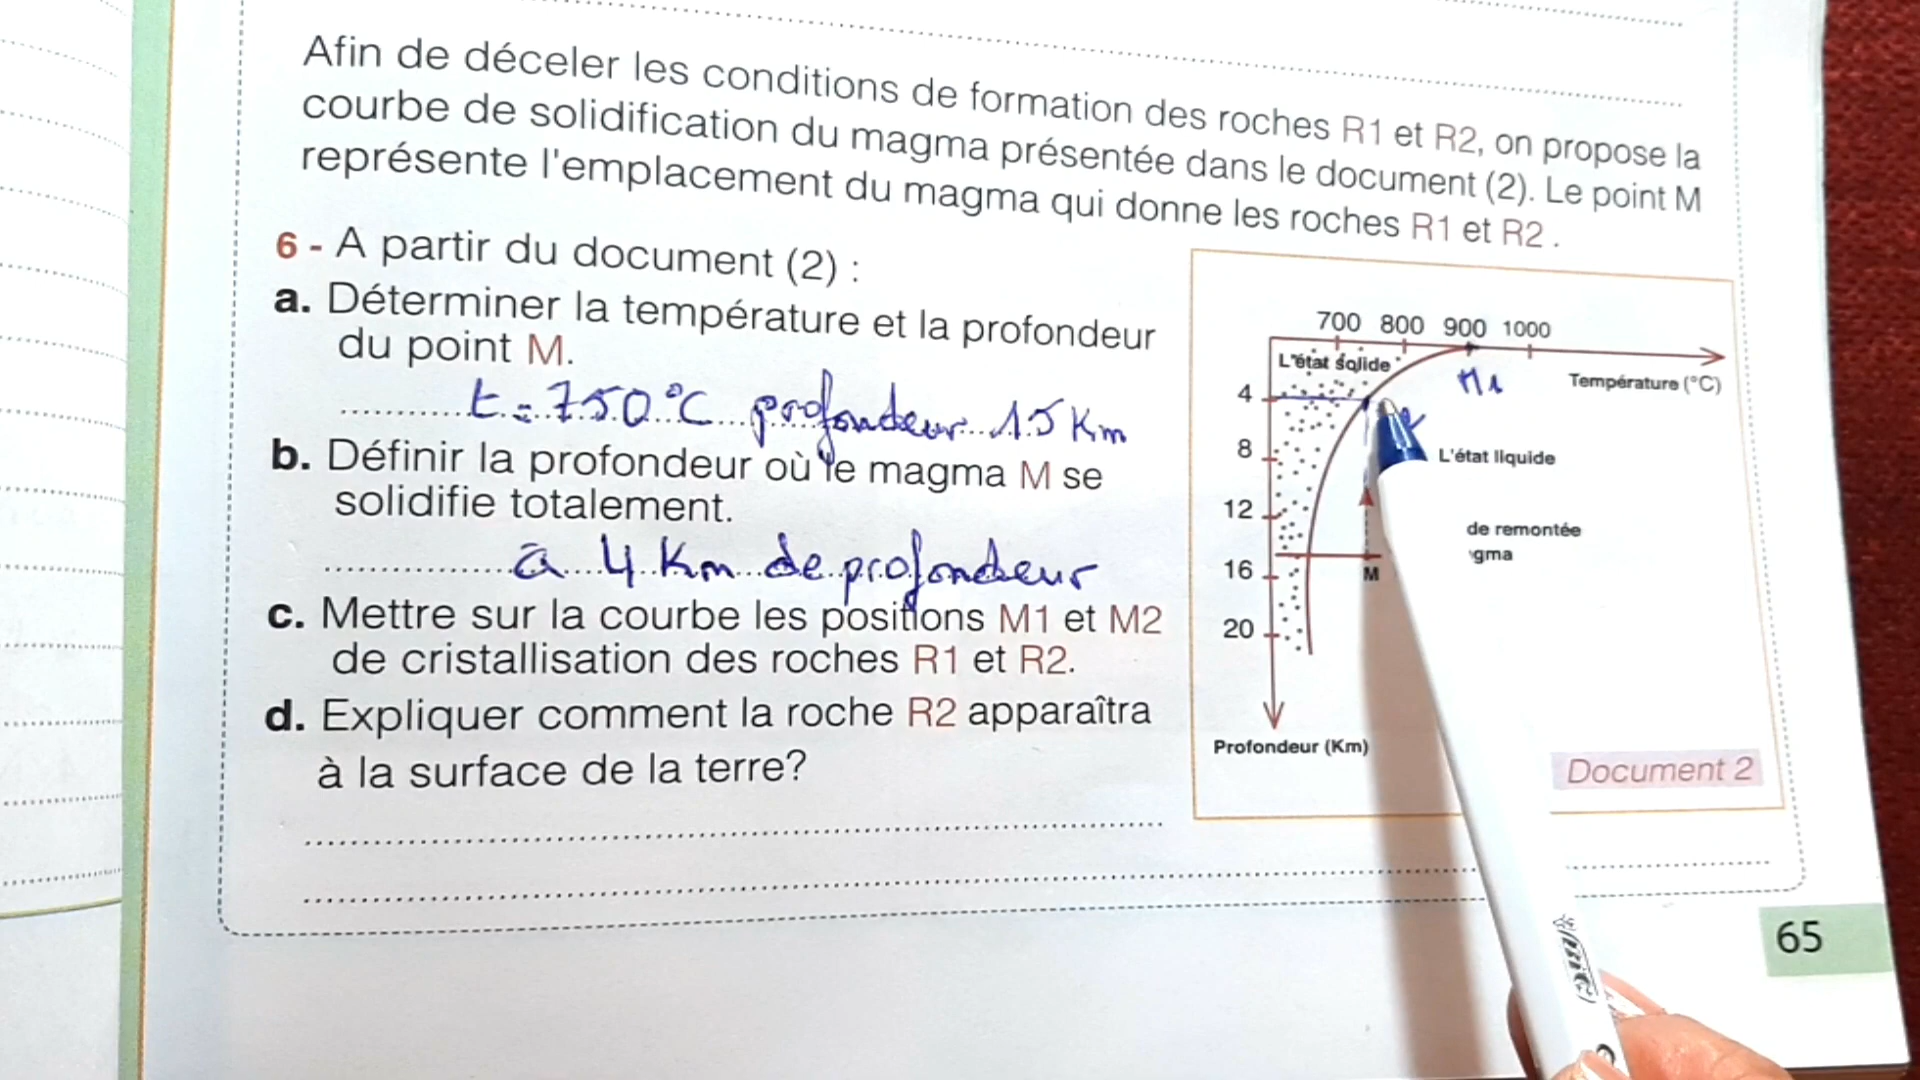 Afin de déceler les conditions de formation des roches R1 et R2, on propose la
courbe de solidification du magma présentée dans le document (2). Le point M
représente l'emplacement du magma qui donne les roches R1 et R2 .
6 - A partir du document (2) :
a. Déterminer la température et la profondeur
du point M.
t = 750°C profondeur 15 Km
b. Définir la profondeur où le magma M se
solidifie totalement.
à 4 Km de profondeur
c. Mettre sur la courbe les positions M1 et M2
de cristallisation des roches R1 et R2.
d. Expliquer comment la roche R2 apparaîtra
à la surface de la terre?
700 800 900 1000
L'état solide
Température (°C)
M1
4
8
L'état liquide
12
de remontée
gma
16
M
20
Profondeur (Km)
Document 2
65